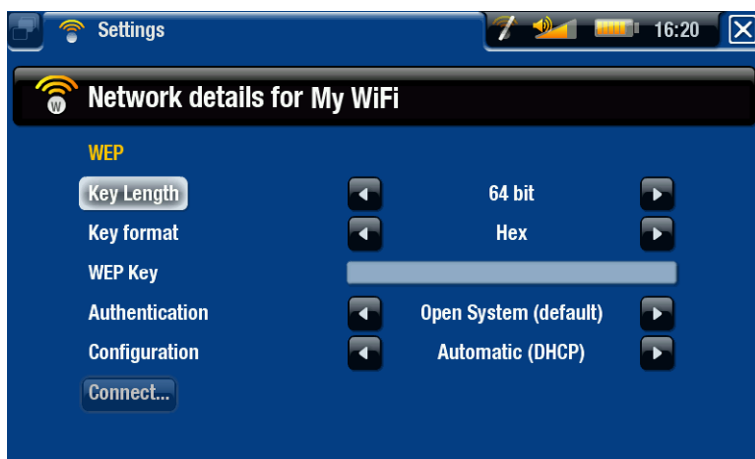 Settings
16:20
Network details for My WiFi
WEP
Key Length 64 bit
Key format Hex
WEP Key
Authentication Open System (default)
Configuration Automatic (DHCP)
Connect...